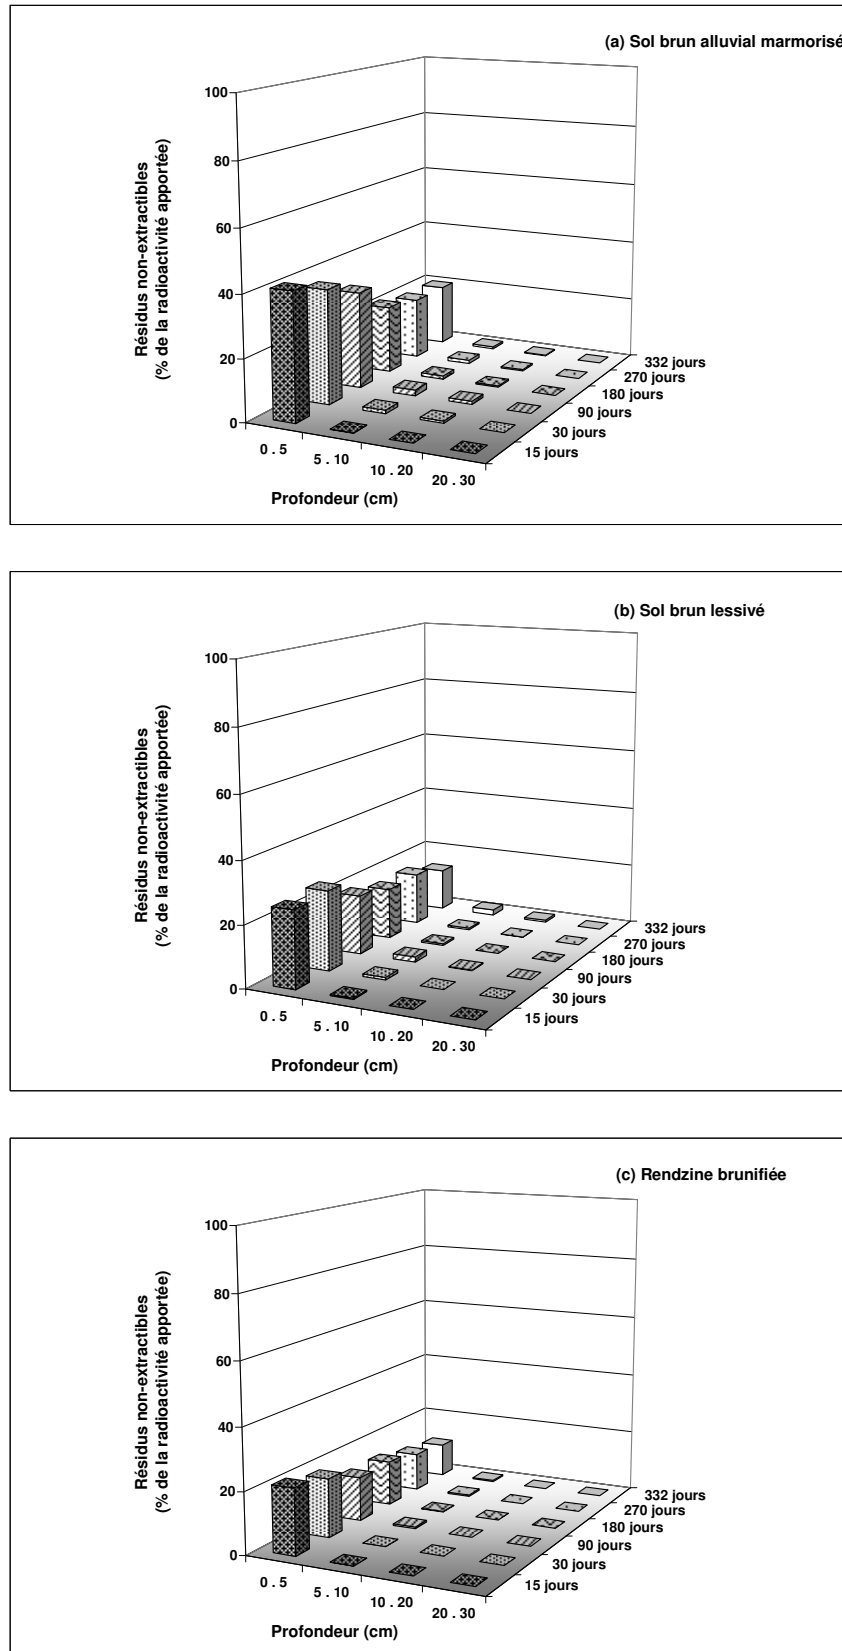 (a) Sol brun alluvial marmorisé
Résidus non-extractibles
(% de la radioactivité apportée)
100
80
60
40
20
0
0 . 5
5 . 10
10 . 20
20 . 30
Profondeur (cm)
332 jours
270 jours
180 jours
90 jours
30 jours
15 jours
(b) Sol brun lessivé
Résidus non-extractibles
(% de la radioactivité apportée)
100
80
60
40
20
0
0 . 5
5 . 10
10 . 20
20 . 30
Profondeur (cm)
332 jours
270 jours
180 jours
90 jours
30 jours
15 jours
(c) Rendzine brunifiée
Résidus non-extractibles
(% de la radioactivité apportée)
100
80
60
40
20
0
0 . 5
5 . 10
10 . 20
20 . 30
Profondeur (cm)
332 jours
270 jours
180 jours
90 jours
30 jours
15 jours